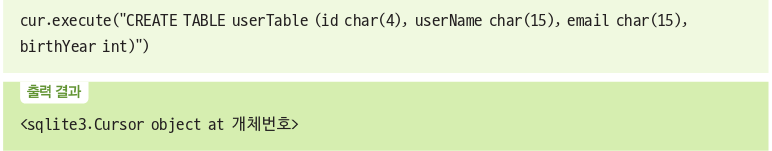 cur.execute("CREATE TABLE userTable (id char(4), userName char(15), email char(15),
birthYear int)")
출력 결과
<sqlite3.Cursor object at 개체번호>